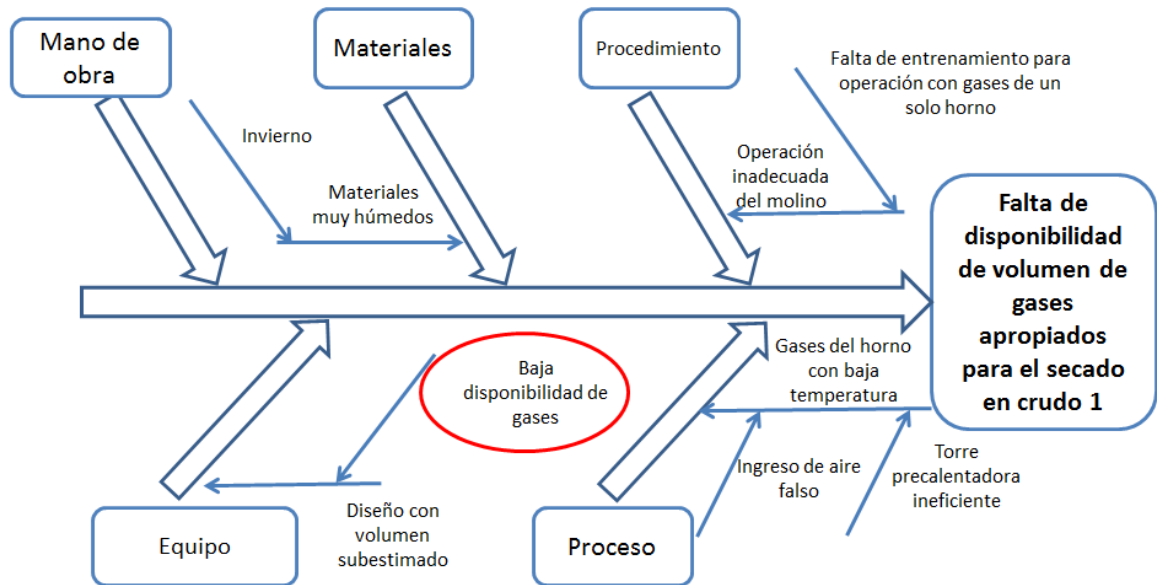 Mano de
obra
Materiales
Procedimiento
Falta de entrenamiento para
operación con gases de un
solo horno
Invierno
Materiales
muy húmedos
Operación
inadecuada
del molino
Falta de
disponibilidad
de volumen de
gases
apropiados
para el secado
en crudo 1
Baja
disponibilidad de
gases
Gases del horno
con baja
temperatura
Diseño con
volumen
subestimado
Ingreso de aire
falso
Torre
precalentadora
ineficiente
Equipo
Proceso